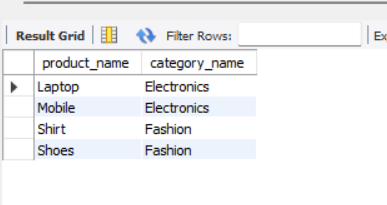 Result Grid Filter Rows: Ex
product_name category_name
Laptop Electronics
Mobile Electronics
Shirt Fashion
Shoes Fashion